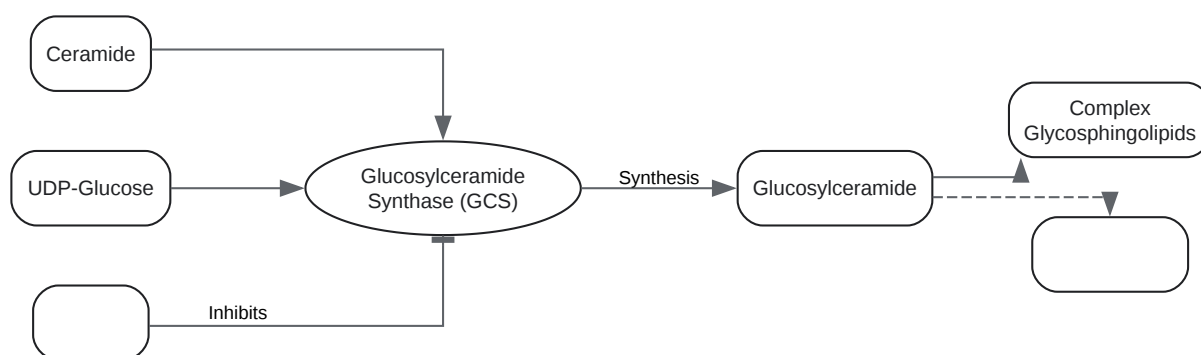 Ceramide
Complex
Glycosphingolipids
UDP-Glucose
Glucosylceramide
Synthase (GCS)
Synthesis
Glucosylceramide
Inhibits